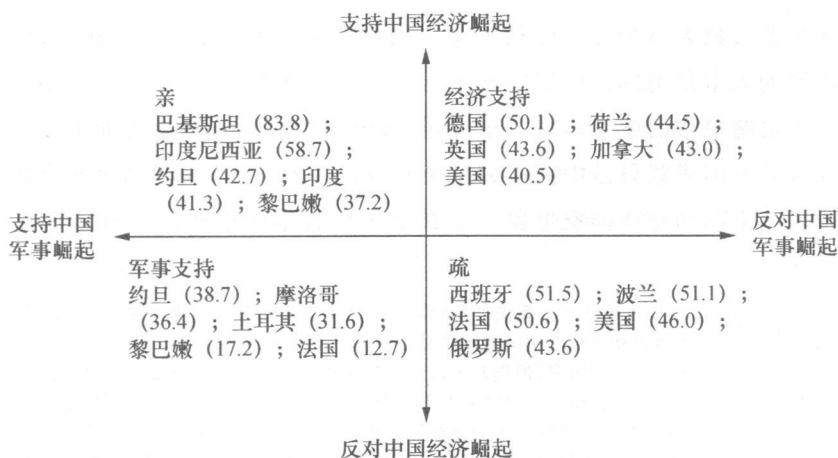 支持中国经济崛起
亲
巴基斯坦（83.8）；
印度尼西亚（58.7）；
约旦（42.7）；印度
（41.3）；黎巴嫩（37.2）
经济支持
德国（50.1）；荷兰（44.5）；
英国（43.6）；加拿大（43.0）；
美国（40.5）
支持中国
军事崛起
反对中国
军事崛起
军事支持
约旦（38.7）；摩洛哥
（36.4）；土耳其（31.6）；
黎巴嫩（17.2）；法国（12.7）
疏
西班牙（51.5）；波兰（51.1）；
法国（50.6）；美国（46.0）；
俄罗斯（43.6）
反对中国经济崛起